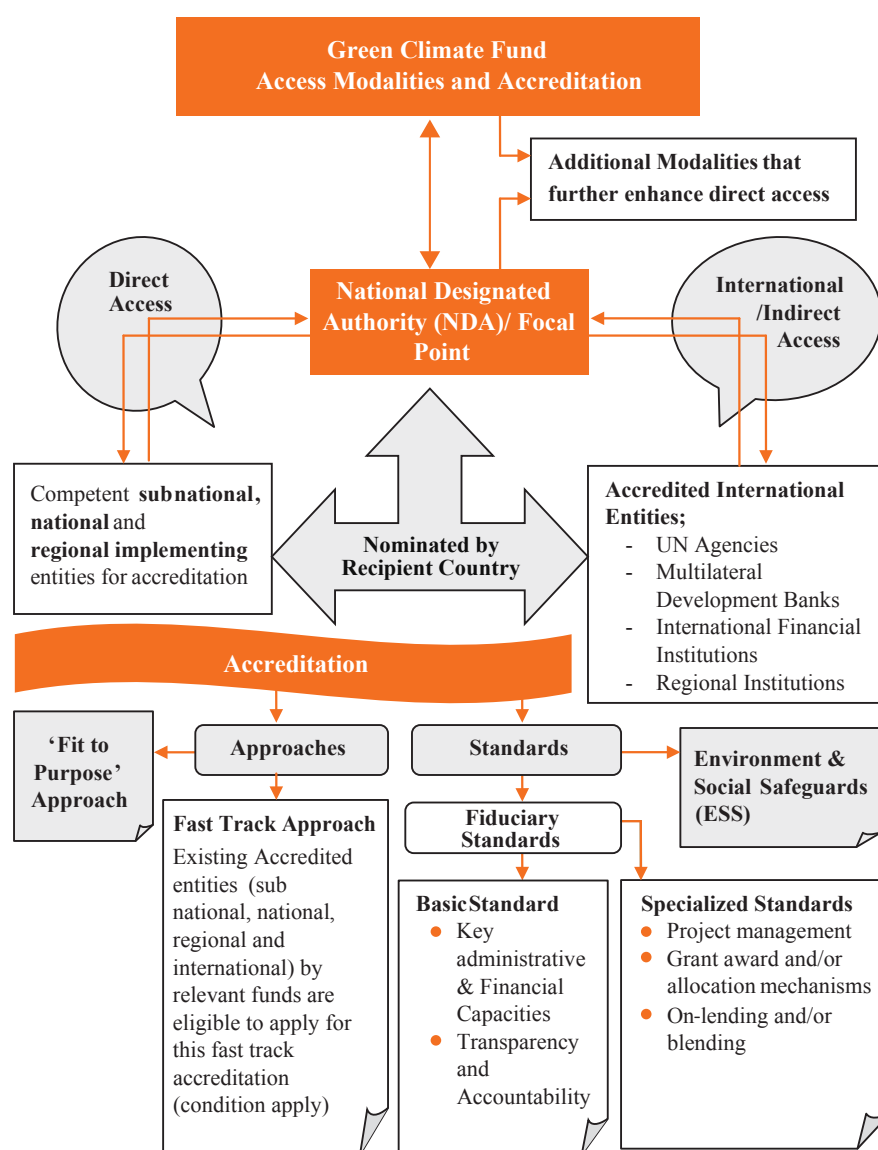 Green Climate Fund
Access Modalities and Accreditation
Additional Modalities that
further enhance direct access
Direct
Access
National Designated
Authority (NDA)/ Focal
Point
International
/Indirect
Access
Competent subnational,
national and
regional implementing
entities for accreditation
Nominated by
Recipient Country
Accredited International
Entities;
- UN Agencies
- Multilateral
Development Banks
- International Financial
Institutions
- Regional Institutions
Accreditation
‘Fit to
Purpose’
Approach
Approaches
Standards
Environment &
Social Safeguards
(ESS)
Fast Track Approach
Existing Accredited
entities (sub
national, national,
regional and
international) by
relevant funds are
eligible to apply for
this fast track
accreditation
(condition apply)
Fiduciary
Standards
Basic Standard
● Key
administrative
& Financial
Capacities
● Transparency
and
Accountability
Specialized Standards
● Project management
● Grant award and/or
allocation mechanisms
● On-lending and/or
blending